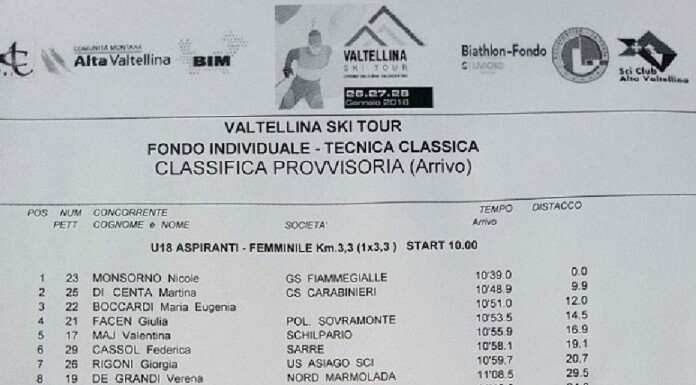 COMUNITÀ MONTANA
Alta Valtellina
BIM
VALTELLINA
SKI TOUR
26.27.28
Gennaio 2018
Biathlon-Fondo
Sci Club
Alta Valtellina
VALTELLINA SKI TOUR
FONDO INDIVIDUALE - TECNICA CLASSICA
CLASSIFICA PROVVISORIA (Arrivo)
POS NUM CONCORRENTE TEMPO DISTACCO
PETT COGNOME e NOME SOCIETA' Arrivo
U18 ASPIRANTI - FEMMINILE Km.3,3 (1x3,3 ) START 10.00
1 23 MONSORNO Nicole GS FIAMMEGIALLE 10'39.0 0.0
2 25 DI CENTA Martina CS CARABINIERI 10'48.9 9.9
3 22 BOCCARDI Maria Eugenia 10'51.0 12.0
4 21 FACEN Giulia POL. SOVRAMONTE 10'53.5 14.5
5 17 MAJ Valentina SCHILPARIO 10'55.9 16.9
6 29 CASSOL Federica SARRE 10'58.1 19.1
7 26 RIGONI Giorgia US ASIAGO SCI 10'59.7 20.7
8 19 DE GRANDI Verena NORD MARMOLADA 11'08.5 29.5